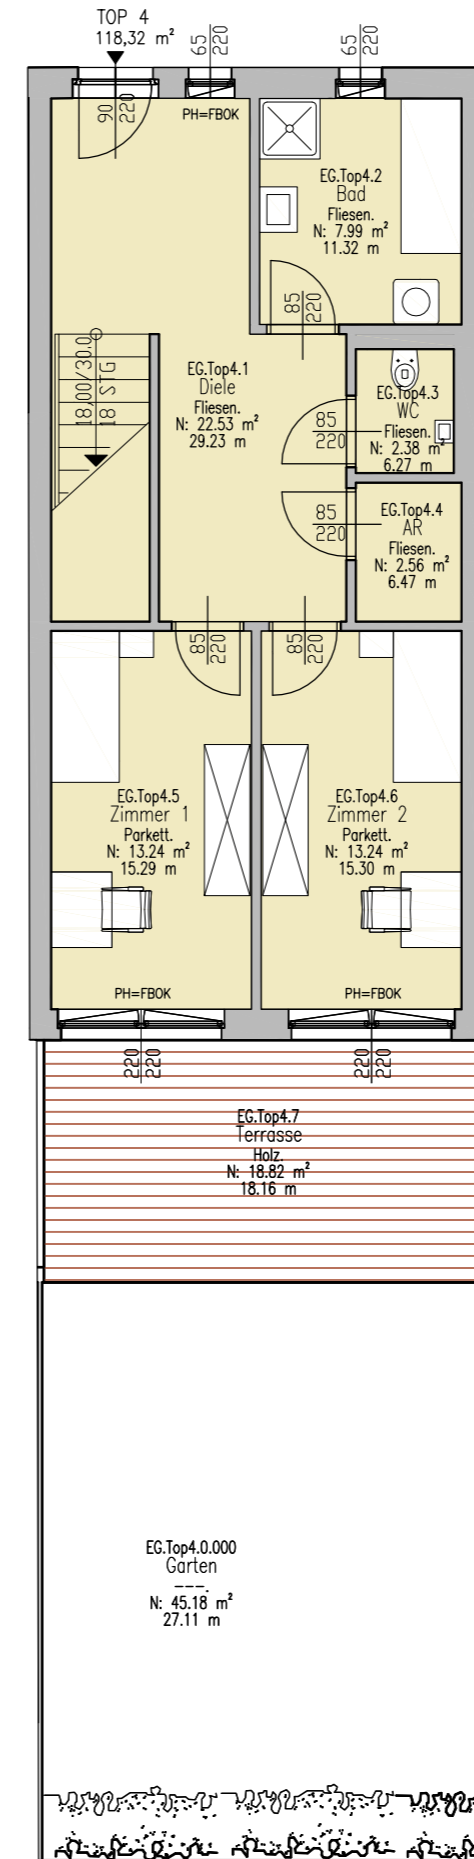 TOP 4
118,32 m²
65
220
65
220
90
220
PH=FBOK
EG.Top4.2
Bad
Fliesen.
N: 7.99 m²
11.32 m
85
220
18,00/30.0
18 STG
EG.Top4.1
Diele
Fliesen.
N: 22.53 m²
29.23 m
EG.Top4.3
WC
Fliesen.
N: 2.38 m²
6.27 m
85
220
EG.Top4.4
AR
Fliesen.
N: 2.56 m²
6.47 m
85
220
85
220
85
220
EG.Top4.5
Zimmer 1
Parkett.
N: 13.24 m²
15.29 m
EG.Top4.6
Zimmer 2
Parkett.
N: 13.24 m²
15.30 m
PH=FBOK
PH=FBOK
220
220
220
220
EG.Top4.7
Terrasse
Holz.
N: 18.82 m²
18.16 m
EG.Top4.0.000
Garten
---.
N: 45.18 m²
27.11 m